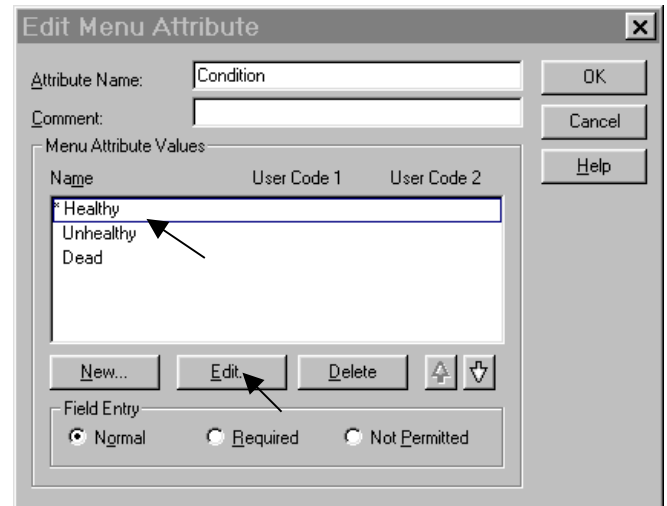 Edit Menu Attribute
Attribute Name: Condition OK
Comment: Cancel
Menu Attribute Values Help
Name User Code 1 User Code 2
* Healthy
Unhealthy
Dead
New... Edit... Delete
Field Entry
Normal Required Not Permitted